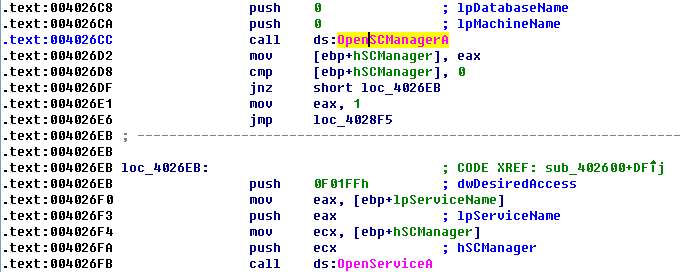 .text:004026C8 push 0 ; lpDatabaseName
.text:004026CA push 0 ; lpMachineName
.text:004026CC call ds:OpenSCManagerA
.text:004026D2 mov [ebp+hSCManager], eax
.text:004026D8 cmp [ebp+hSCManager], 0
.text:004026DF jnz short loc_4026EB
.text:004026E1 mov eax, 1
.text:004026E6 jmp loc_4028F5
.text:004026EB ; ---------------------------------------------------------------------------
.text:004026EB
.text:004026EB loc_4026EB: ; CODE XREF: sub_402600+DFîj
.text:004026EB push 0F01FFh ; dwDesiredAccess
.text:004026F0 mov eax, [ebp+lpServiceName]
.text:004026F3 push eax ; lpServiceName
.text:004026F4 mov ecx, [ebp+hSCManager]
.text:004026FA push ecx ; hSCManager
.text:004026FB call ds:OpenServiceA